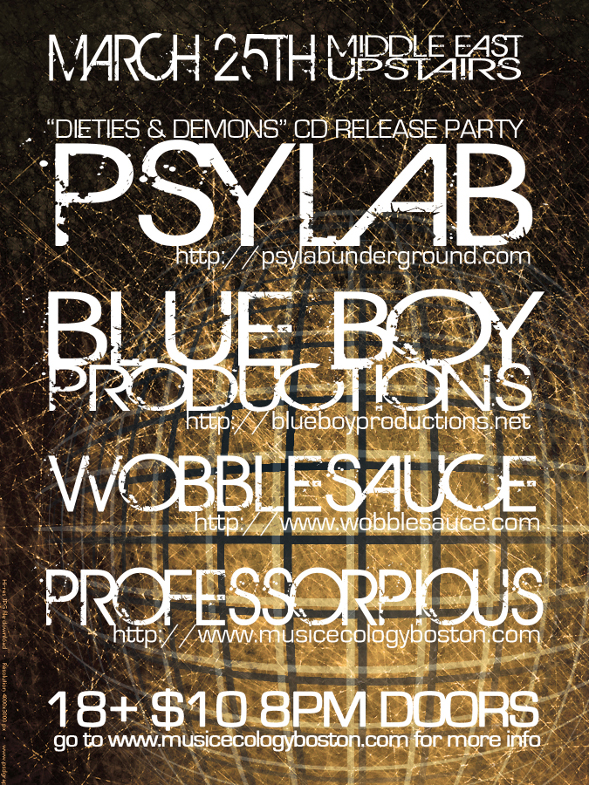 MARCH 25TH MIDDLE EAST UPSTAIRS
"DIETIES & DEMONS" CD RELEASE PARTY
PSYLAB
http://psylabunderground.com
BLUE BOY
PRODUCTIONS
http://blueboyproductions.net
WOBBLESAUCE
http://www.wobblesauce.com
PROFESSORPIOUS
http://www.musicecologyboston.com
18+ $10 8PM DOORS
go to www.musicecologyboston.com for more info